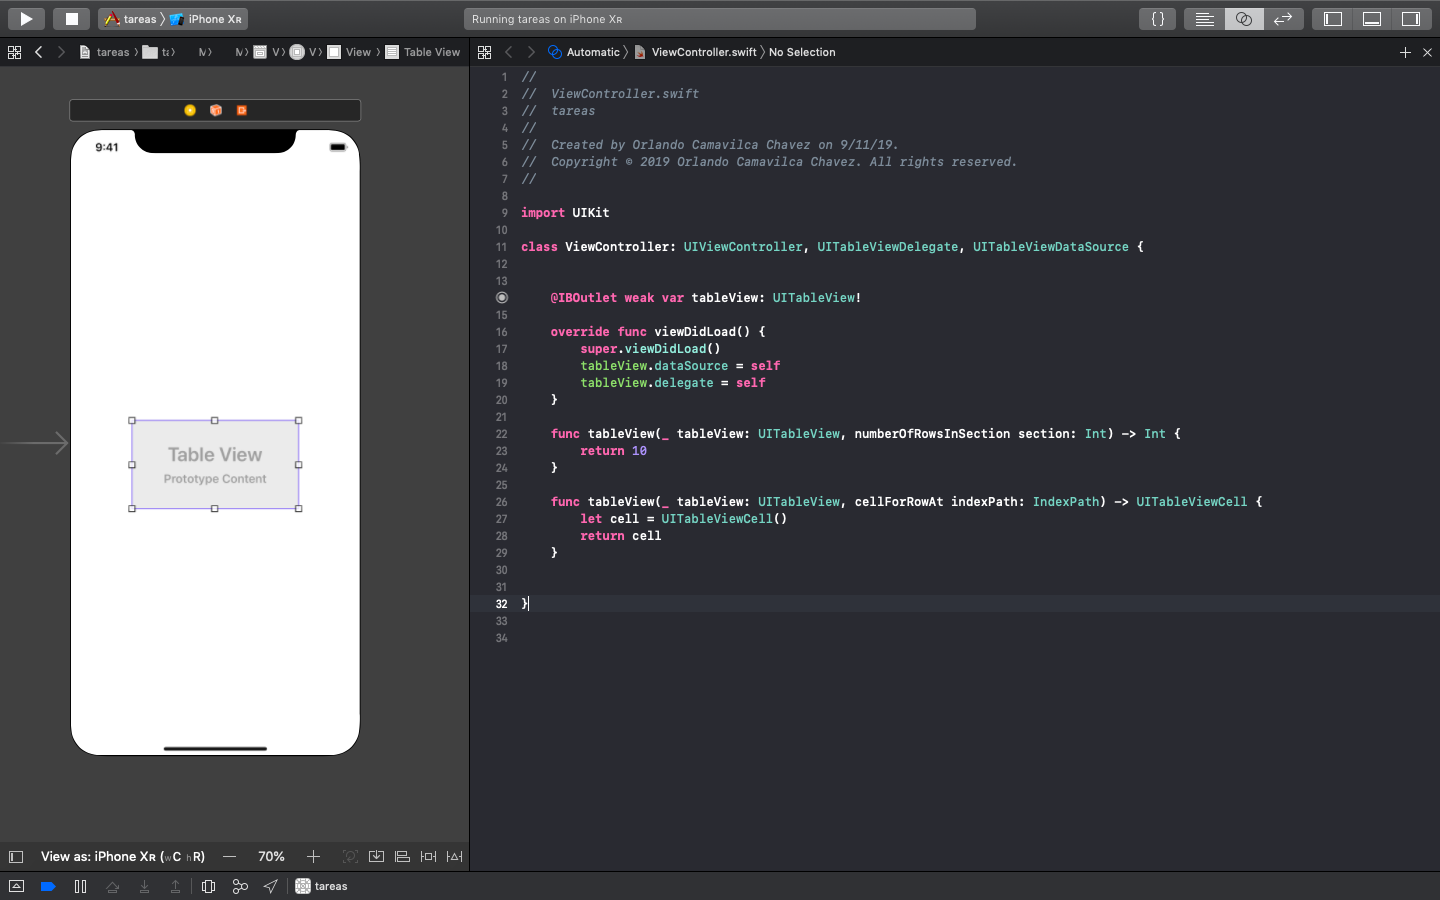 tareas iPhone XR
Running tareas on iPhone XR
{ }
tareas M M V V View Table View
Automatic ViewController.swift No Selection
9:41
Table View
Prototype Content
1 //
2 //  ViewController.swift
3 //  tareas
4 //
5 //  Created by Orlando Camavilca Chavez on 9/11/19.
6 //  Copyright © 2019 Orlando Camavilca Chavez. All rights reserved.
7 //
8
9 import UIKit
10
11 class ViewController: UIViewController, UITableViewDelegate, UITableViewDataSource {
12
13
@IBOutlet weak var tableView: UITableView!
15
16 override func viewDidLoad() {
17 super.viewDidLoad()
18 tableView.dataSource = self
19 tableView.delegate = self
20 }
21
22 func tableView(_ tableView: UITableView, numberOfRowsInSection section: Int) -> Int {
23 return 10
24 }
25
26 func tableView(_ tableView: UITableView, cellForRowAt indexPath: IndexPath) -> UITableViewCell {
27 let cell = UITableViewCell()
28 return cell
29 }
30
31
32 }
33
34
View as: iPhone XR (wC hR) — 70% +
tareas